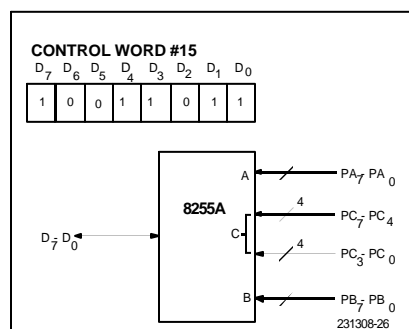 CONTROL WORD #15
D7 D6 D5 D4 D3 D2 D1 D0
1 0 0 1 1 0 1 1
A PA7-PA0
4
8255A PC7-PC4
D7-D0 C 4
PC3-PC0
B PB7-PB0
231308-26